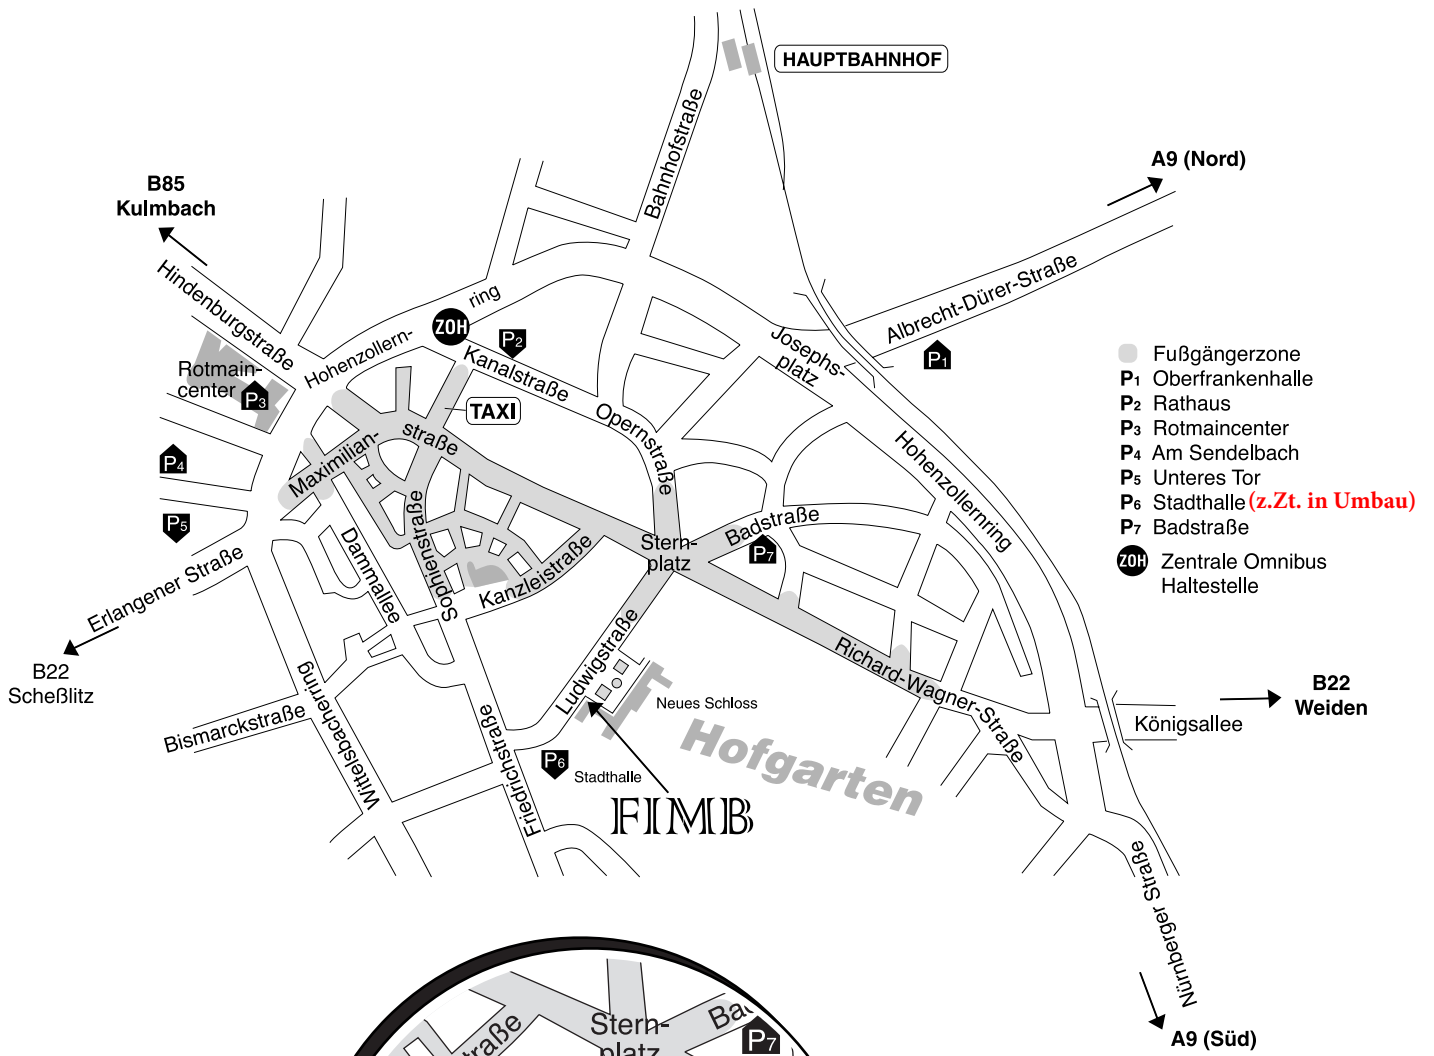 HAUPTBAHNHOF
A9 (Nord)
B85
Kulmbach
Bahnhofstraße
Hindenburgstraße
Hohenzollern-
ring
ZOH
P2
Kanalstraße
Albrecht-Dürer-Straße
P1
Josephs-
platz
Rotmain-
center
P3
TAXI
Opernstraße
Maximilian-
straße
Hohenzollernring
P4
P5
Fußgängerzone
P1 Oberfrankenhalle
P2 Rathaus
P3 Rotmaincenter
P4 Am Sendelbach
P5 Unteres Tor
P6 Stadthalle (z.Zt. in Umbau)
P7 Badstraße
ZOH Zentrale Omnibus
Haltestelle
Badstraße
P7
Stern-
platz
Dammallee
Sophienstraße
Kanzleistraße
Erlangener Straße
B22
Scheßlitz
Ludwigstraße
Richard-Wagner-Straße
Neues Schloss
Hofgarten
B22
Weiden
Königsallee
Bismarckstraße
Wittelsbacherring
Friedrichstraße
P6
Stadthalle
FIMB
Nürnberger Straße
A9 (Süd)
Stern-
platz
Bad
P7
traße